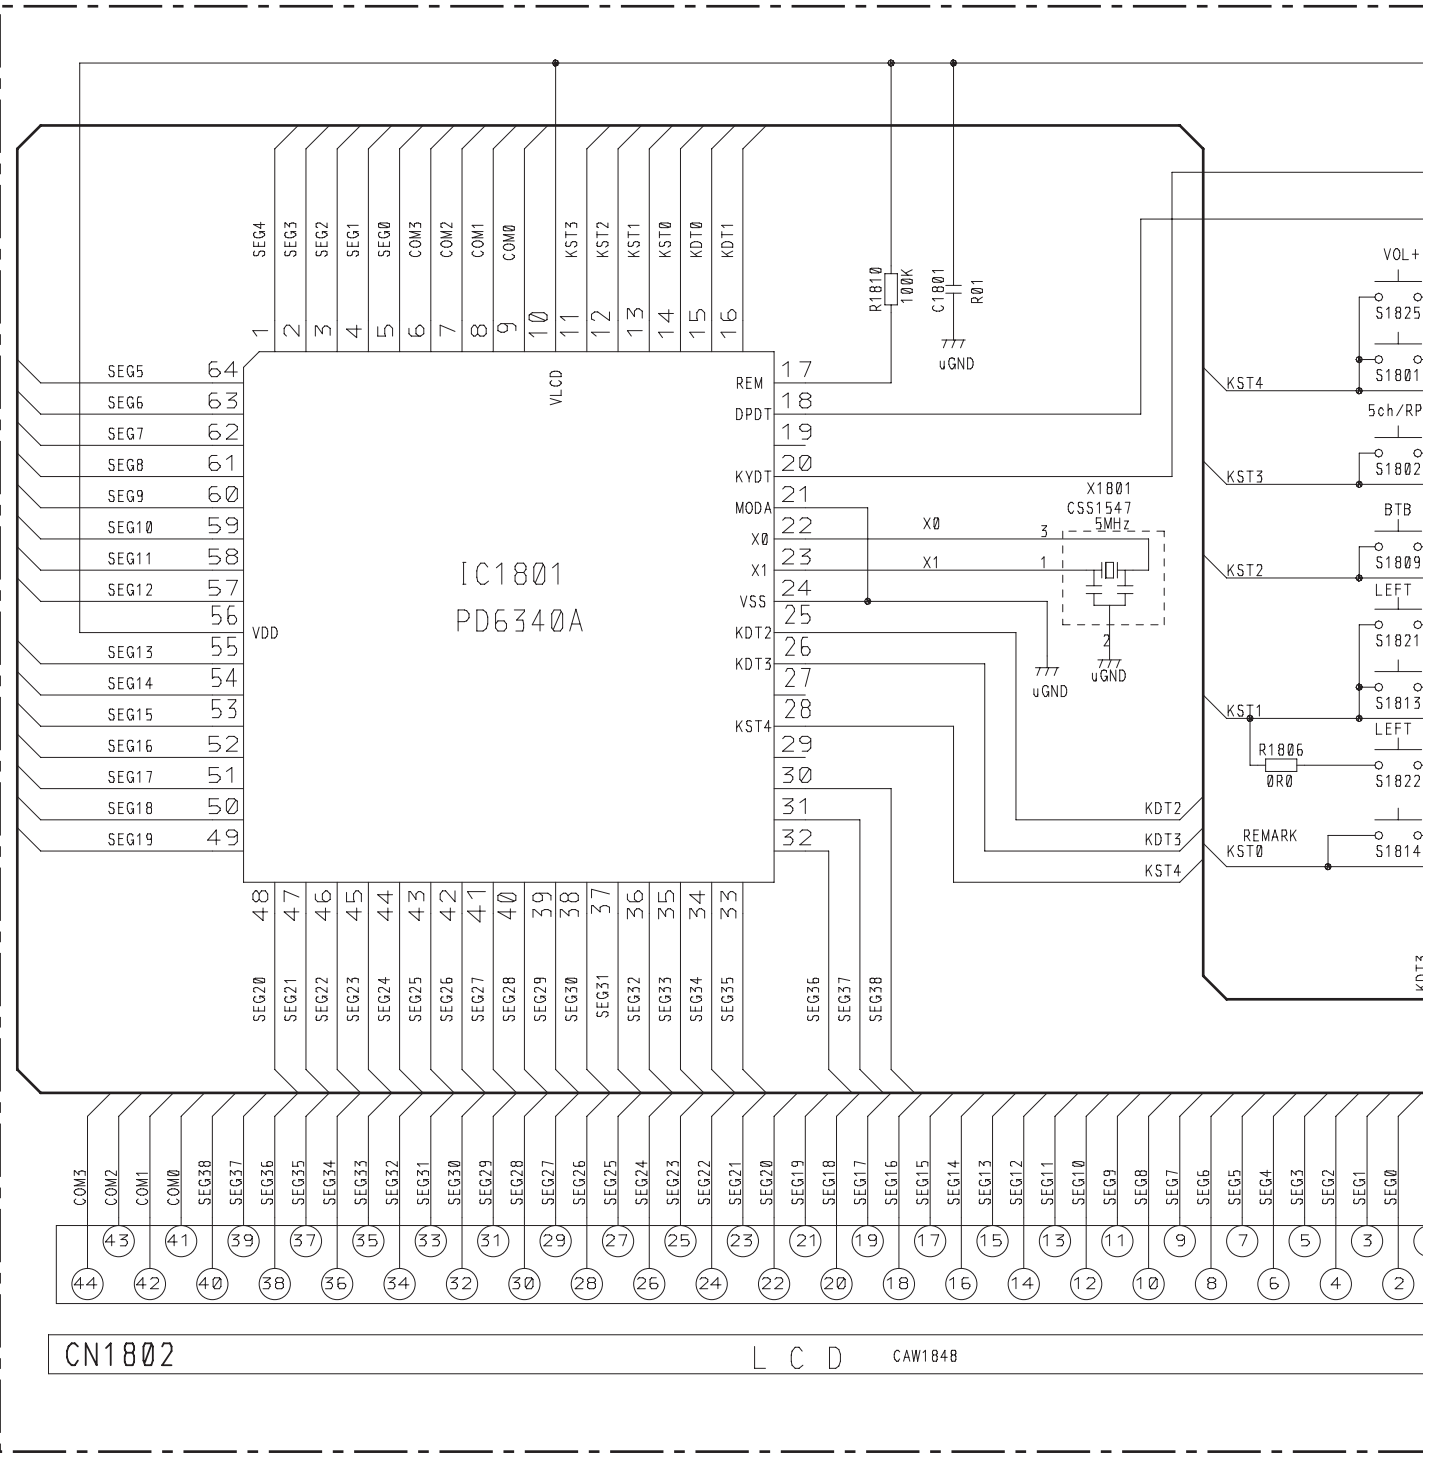 SEG4 SEG3 SEG2 SEG1 SEG0 COM3 COM2 COM1 COM0 KST3 KST2 KST1 KST0 KDT0 KDT1
1 2 3 4 5 6 7 8 9 10 11 12 13 14 15 16
R1810
100K
C1801
R01
uGND
VOL+
S1825
S1801
KST4
5ch/RP
S1802
KST3
BTB
S1809
KST2
LEFT
S1821
S1813
KST1
LEFT
R1806
0R0
S1822
REMARK
KST0
S1814
KDT3
SEG5 64
SEG6 63
SEG7 62
SEG8 61
SEG9 60
SEG10 59
SEG11 58
SEG12 57
56
VDD
SEG13 55
SEG14 54
SEG15 53
SEG16 52
SEG17 51
SEG18 50
SEG19 49
VLCD
IC1801
PD6340A
REM 17
DPDT 18
19
KYDT 20
MODA 21
X0 22
X1 23
VSS 24
KDT2 25
KDT3 26
27
KST4 28
29
30
31
32
X0
X1
X1801
CSS1547
5MHz
3
1
2
uGND
uGND
KDT2
KDT3
KST4
48 47 46 45 44 43 42 41 40 39 38 37 36 35 34 33
SEG20 SEG21 SEG22 SEG23 SEG24 SEG25 SEG26 SEG27 SEG28 SEG29 SEG30 SEG31 SEG32 SEG33 SEG34 SEG35 SEG36 SEG37 SEG38
COM3 COM2 COM1 COM0 SEG38 SEG37 SEG36 SEG35 SEG34 SEG33 SEG32 SEG31 SEG30 SEG29 SEG28 SEG27 SEG26 SEG25 SEG24 SEG23 SEG22 SEG21 SEG20 SEG19 SEG18 SEG17 SEG16 SEG15 SEG14 SEG13 SEG12 SEG11 SEG10 SEG9 SEG8 SEG7 SEG6 SEG5 SEG4 SEG3 SEG2 SEG1 SEG0
43 41 39 37 35 33 31 29 27 25 23 21 19 17 15 13 11 9 7 5 3
44 42 40 38 36 34 32 30 28 26 24 22 20 18 16 14 12 10 8 6 4 2
CN1802 LCD CAW1848